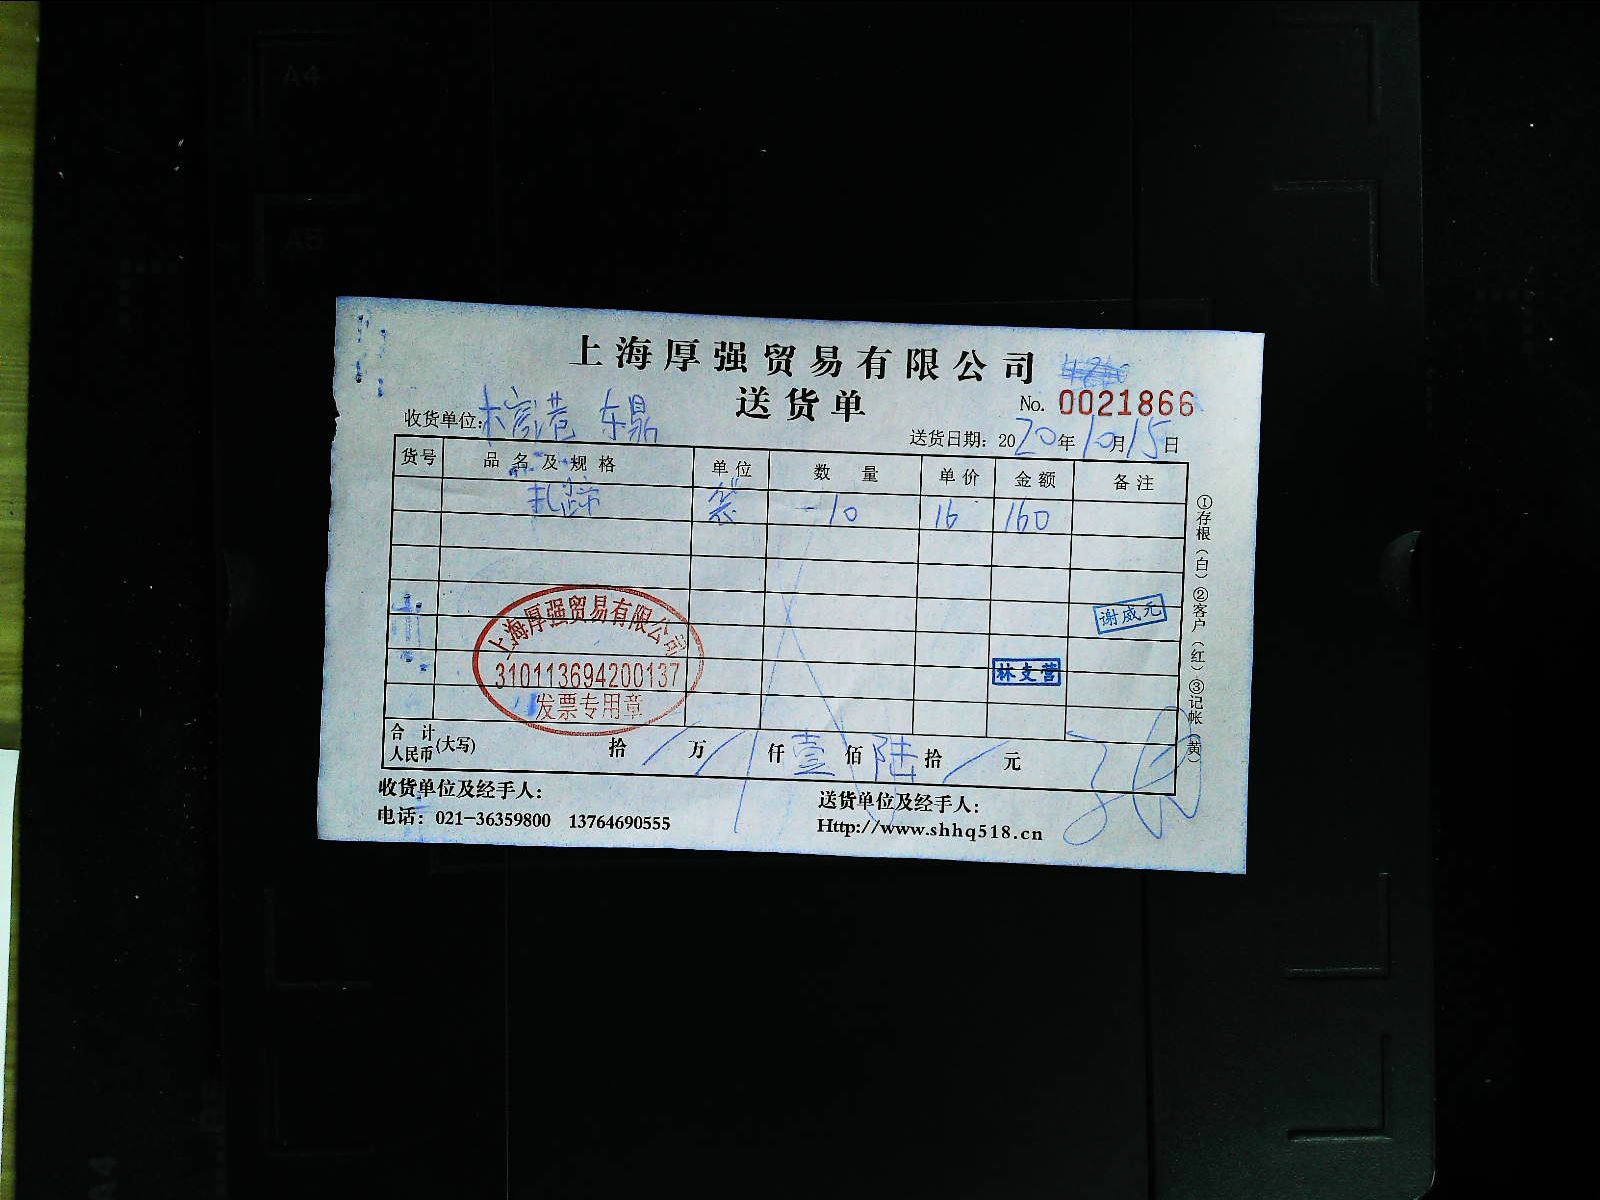 上海厚强贸易有限公司
送货单
No. 0021866
收货单位: 东鼎
送货日期: 2020年10月15日
货号 品名及规格 单位 数量 单价 金额 备注
扎蹄 袋 -10 16 160
谢威元
林支营
上海厚强贸易有限公司
310113694200137
发票专用章
合计人民币(大写) 拾/万/仟壹佰陆拾/元
收货单位及经手人:
送货单位及经手人:
电话: 021-36359800 13764690555
Http://www.shhq518.cn
①存根(白)②客户(红)③记帐(黄)
A4
A5